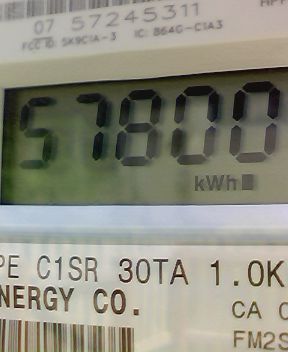 07 57245311
FCC ID: SK9C1A-3 IC: 864G-C1A3
57800
kWh
PE C1SR 30TA 1.0K
NERGY CO.
CA 0
FM2S